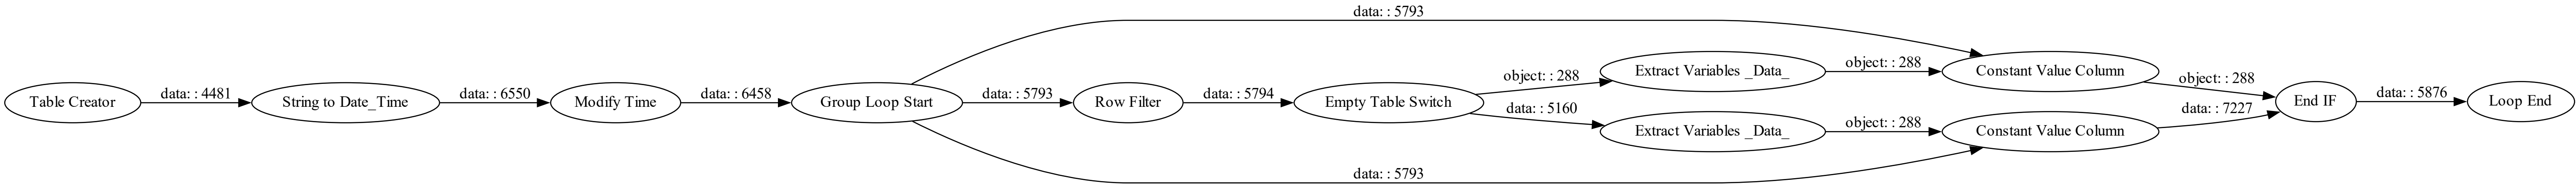 data: : 5793
Table Creator
data: : 4481
String to Date_Time
data: : 6550
Modify Time
data: : 6458
Group Loop Start
data: : 5793
Row Filter
data: : 5794
Empty Table Switch
object: : 288
Extract Variables _Data_
object: : 288
Constant Value Column
object: : 288
data: : 5160
Extract Variables _Data_
object: : 288
Constant Value Column
data: : 7227
End IF
data: : 5876
Loop End
data: : 5793